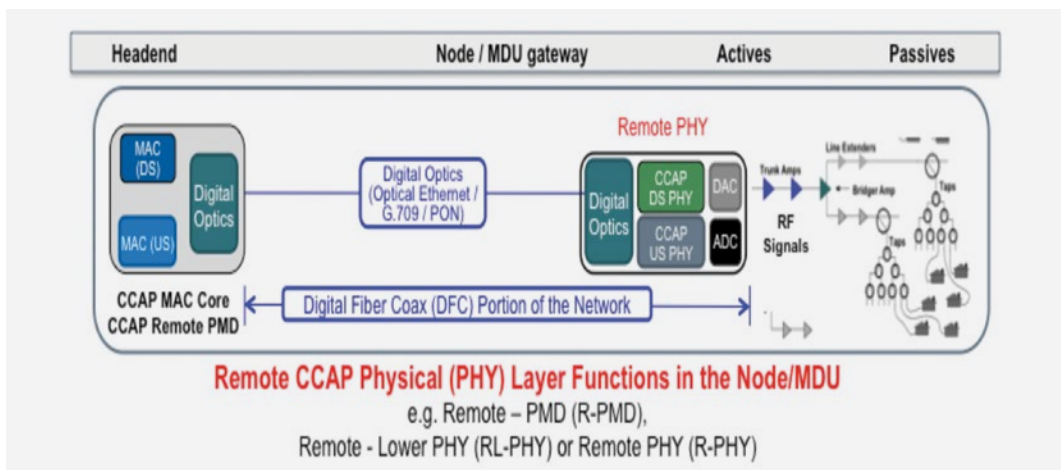 Headend
Node / MDU gateway
Actives
Passives
Remote PHY
MAC
(DS)
MAC (US)
Digital
Optics
Digital Optics
(Optical Ethernet /
G.709 / PON)
Digital
Optics
CCAP
DS PHY
CCAP
US PHY
DAC
ADC
Trunk Amps
Line Extenders
Bridger Amp
RF
Signals
Taps
Taps
CCAP MAC Core
CCAP Remote PMD
Digital Fiber Coax (DFC) Portion of the Network
Remote CCAP Physical (PHY) Layer Functions in the Node/MDU
e.g. Remote – PMD (R-PMD),
Remote - Lower PHY (RL-PHY) or Remote PHY (R-PHY)